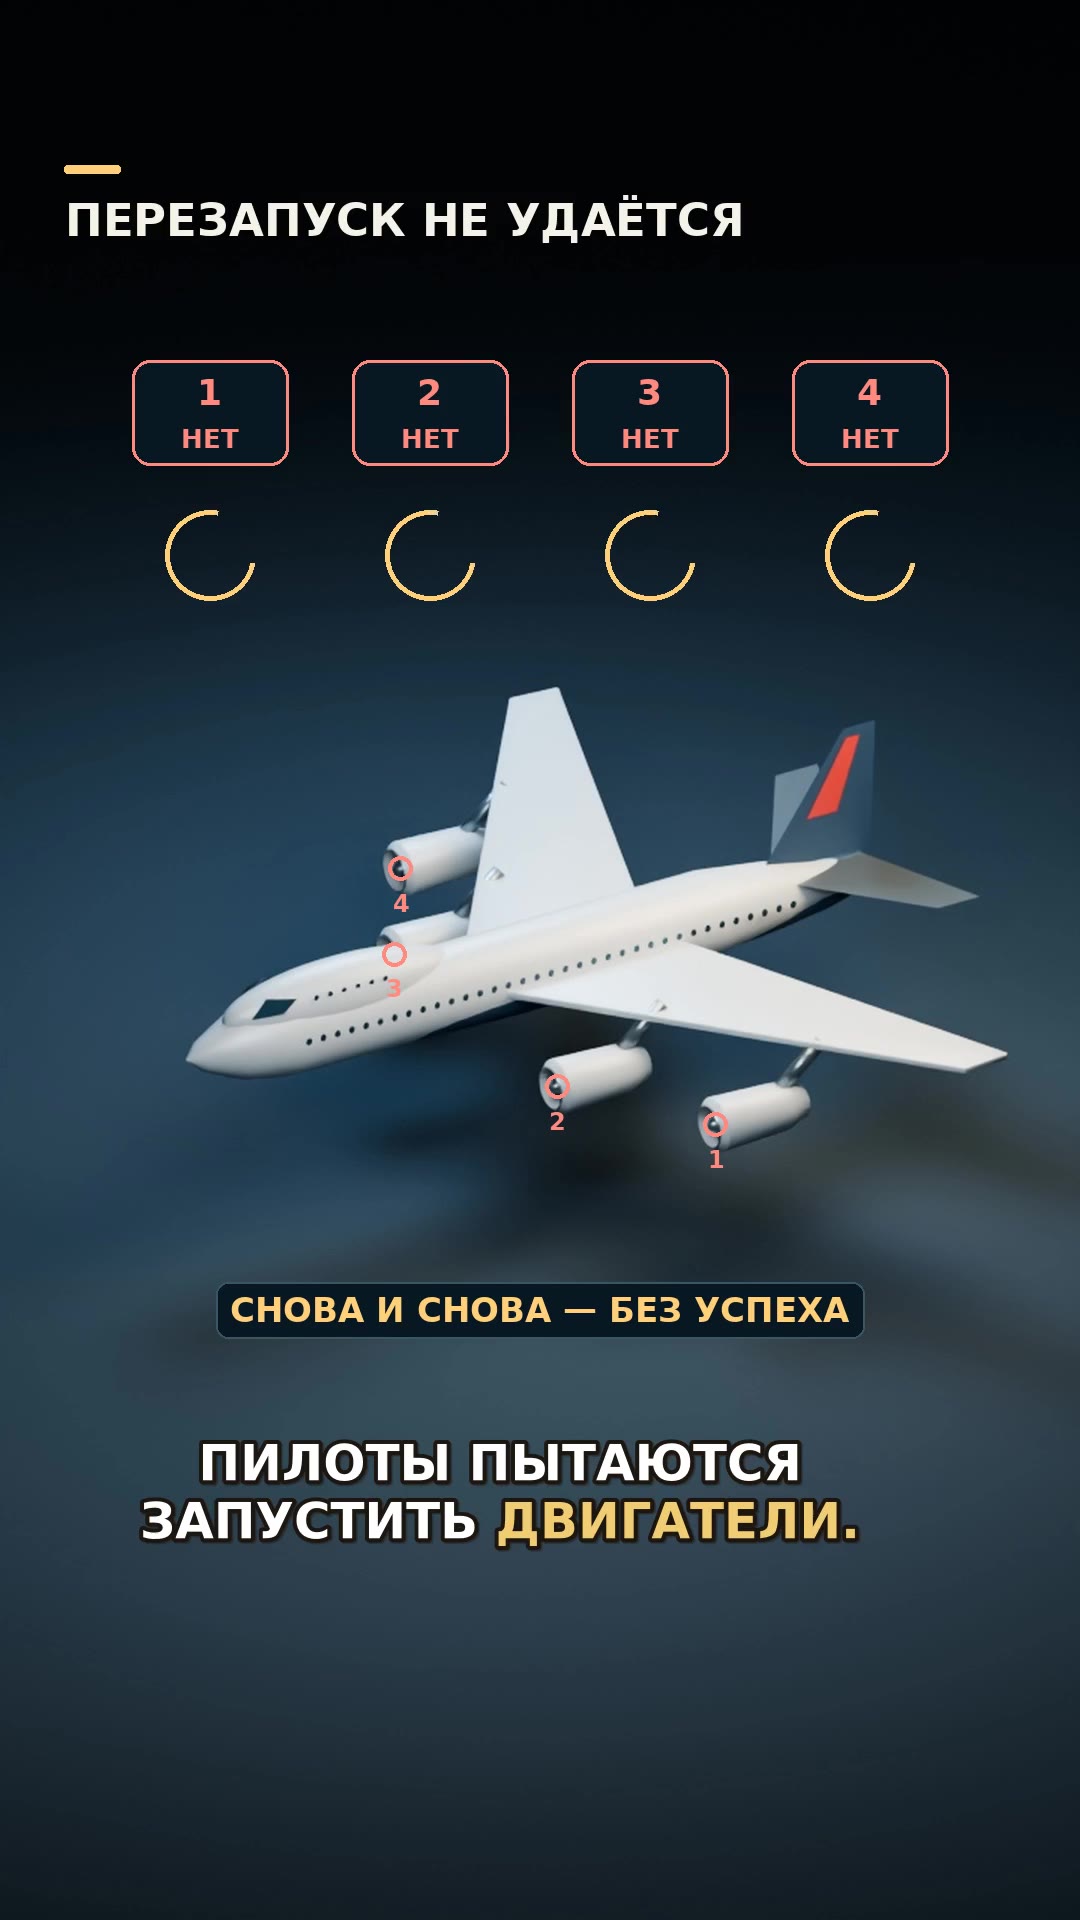 ПЕРЕЗАПУСК НЕ УДАЁТСЯ
1 2 3 4
НЕТ НЕТ НЕТ НЕТ
4
3
2
1
СНОВА И СНОВА — БЕЗ УСПЕХА
ПИЛОТЫ ПЫТАЮТСЯ
ЗАПУСТИТЬ ДВИГАТЕЛИ.